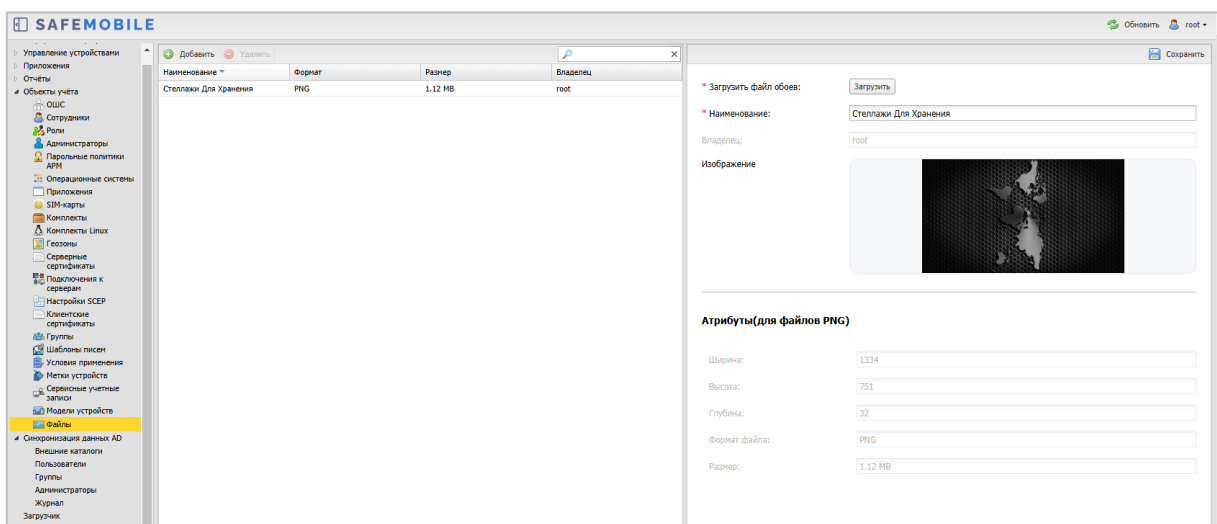 SAFEMOBILE
Обновить root
Управление устройствами
Приложения
Отчёты
Объекты учёта
ОШС
Сотрудники
Роли
Администраторы
Парольные политики
АРМ
Операционные системы
Приложения
SIM-карты
Комплекты
Комплекты Linux
Геозоны
Серверные
сертификаты
Подключения к
серверам
Настройки SCEP
Клиентские
сертификаты
Группы
Шаблоны писем
Условия применения
Метки устройств
Сервисные учетные
записи
Модели устройств
Файлы
Синхронизация данных AD
Внешние каталоги
Пользователи
Группы
Администраторы
Журнал
Загрузчик
Добавить Удалить
Наименование Формат Размер Владелец
Стеллажи Для Хранения PNG 1.12 MB root
Сохранить
* Загрузить файл обоев: Загрузить
* Наименование: Стеллажи Для Хранения
Владелец: root
Изображение
Атрибуты(для файлов PNG)
Ширина: 1334
Высота: 751
Глубина: 32
Формат файла: PNG
Размер: 1.12 MB